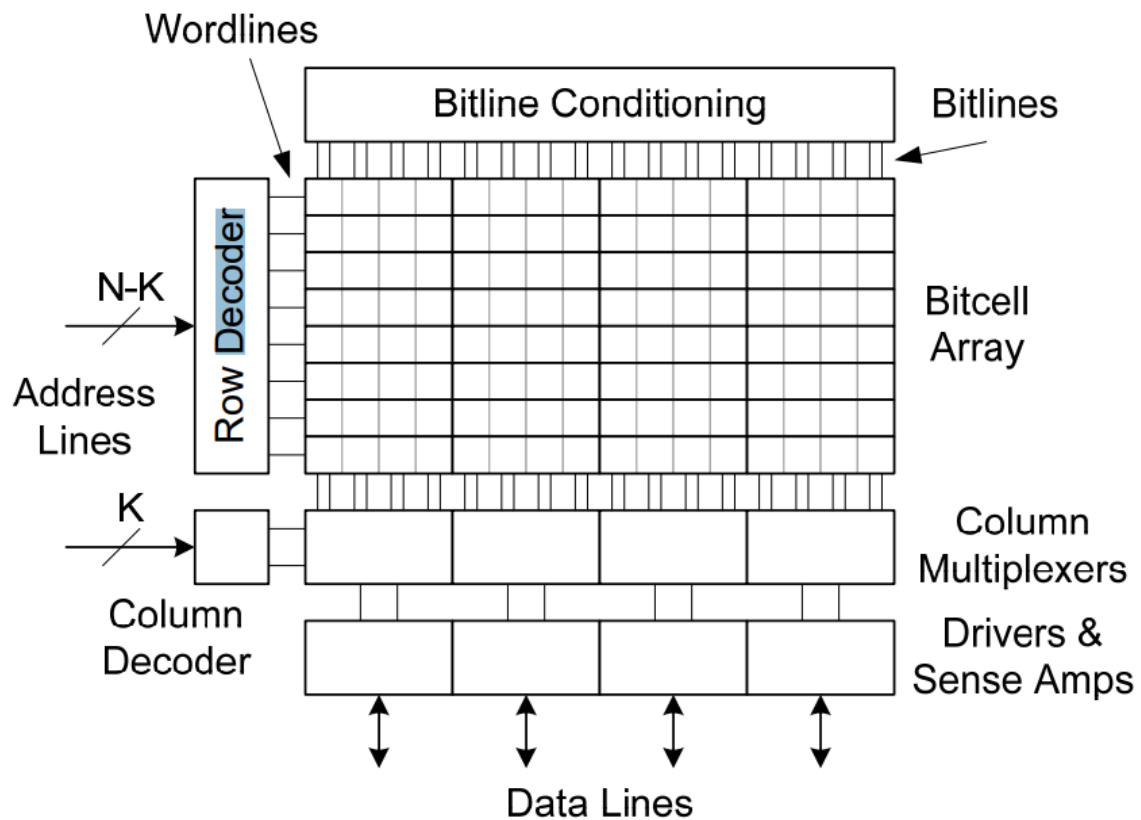 Wordlines
Bitline Conditioning
Bitlines
Row Decoder
N-K
Address
Lines
Bitcell
Array
K
Column
Decoder
Column
Multiplexers
Drivers &
Sense Amps
Data Lines